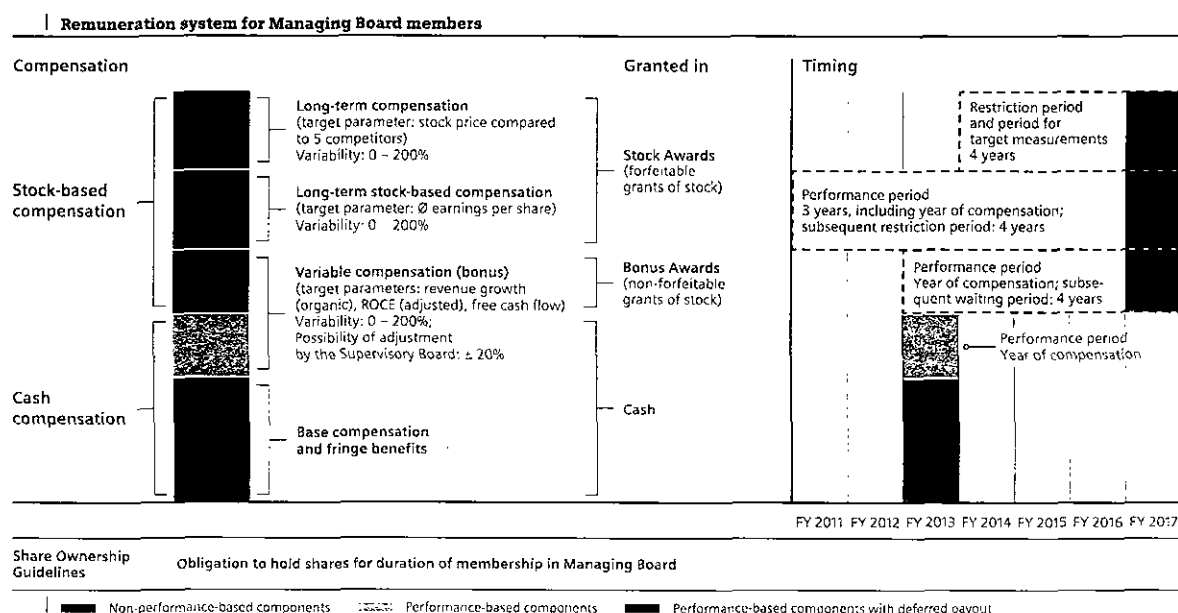 Remuneration system for Managing Board members
Compensation
Granted in
Timing
Stock-based
compensation
Cash
compensation
Long-term compensation
(target parameter: stock price compared
to 5 competitors)
Variability: 0 – 200%
Long-term stock-based compensation
(target parameter: Ø earnings per share)
Variability: 0 – 200%
Variable compensation (bonus)
(target parameters: revenue growth
(organic), ROCE (adjusted), free cash flow)
Variability: 0 – 200%;
Possibility of adjustment
by the Supervisory Board: ± 20%
Base compensation
and fringe benefits
Stock Awards
(forfeitable
grants of stock)
Bonus Awards
(non-forfeitable
grants of stock)
Cash
Restriction period
and period for
target measurements
4 years
Performance period
3 years, including year of compensation;
subsequent restriction period: 4 years
Performance period
Year of compensation; subse-
quent waiting period: 4 years
Performance period
Year of compensation
FY 2011 FY 2012 FY 2013 FY 2014 FY 2015 FY 2016 FY 2017
Share Ownership
Guidelines
Obligation to hold shares for duration of membership in Managing Board
Non-performance-based components Performance-based components Performance-based components with deferred payout